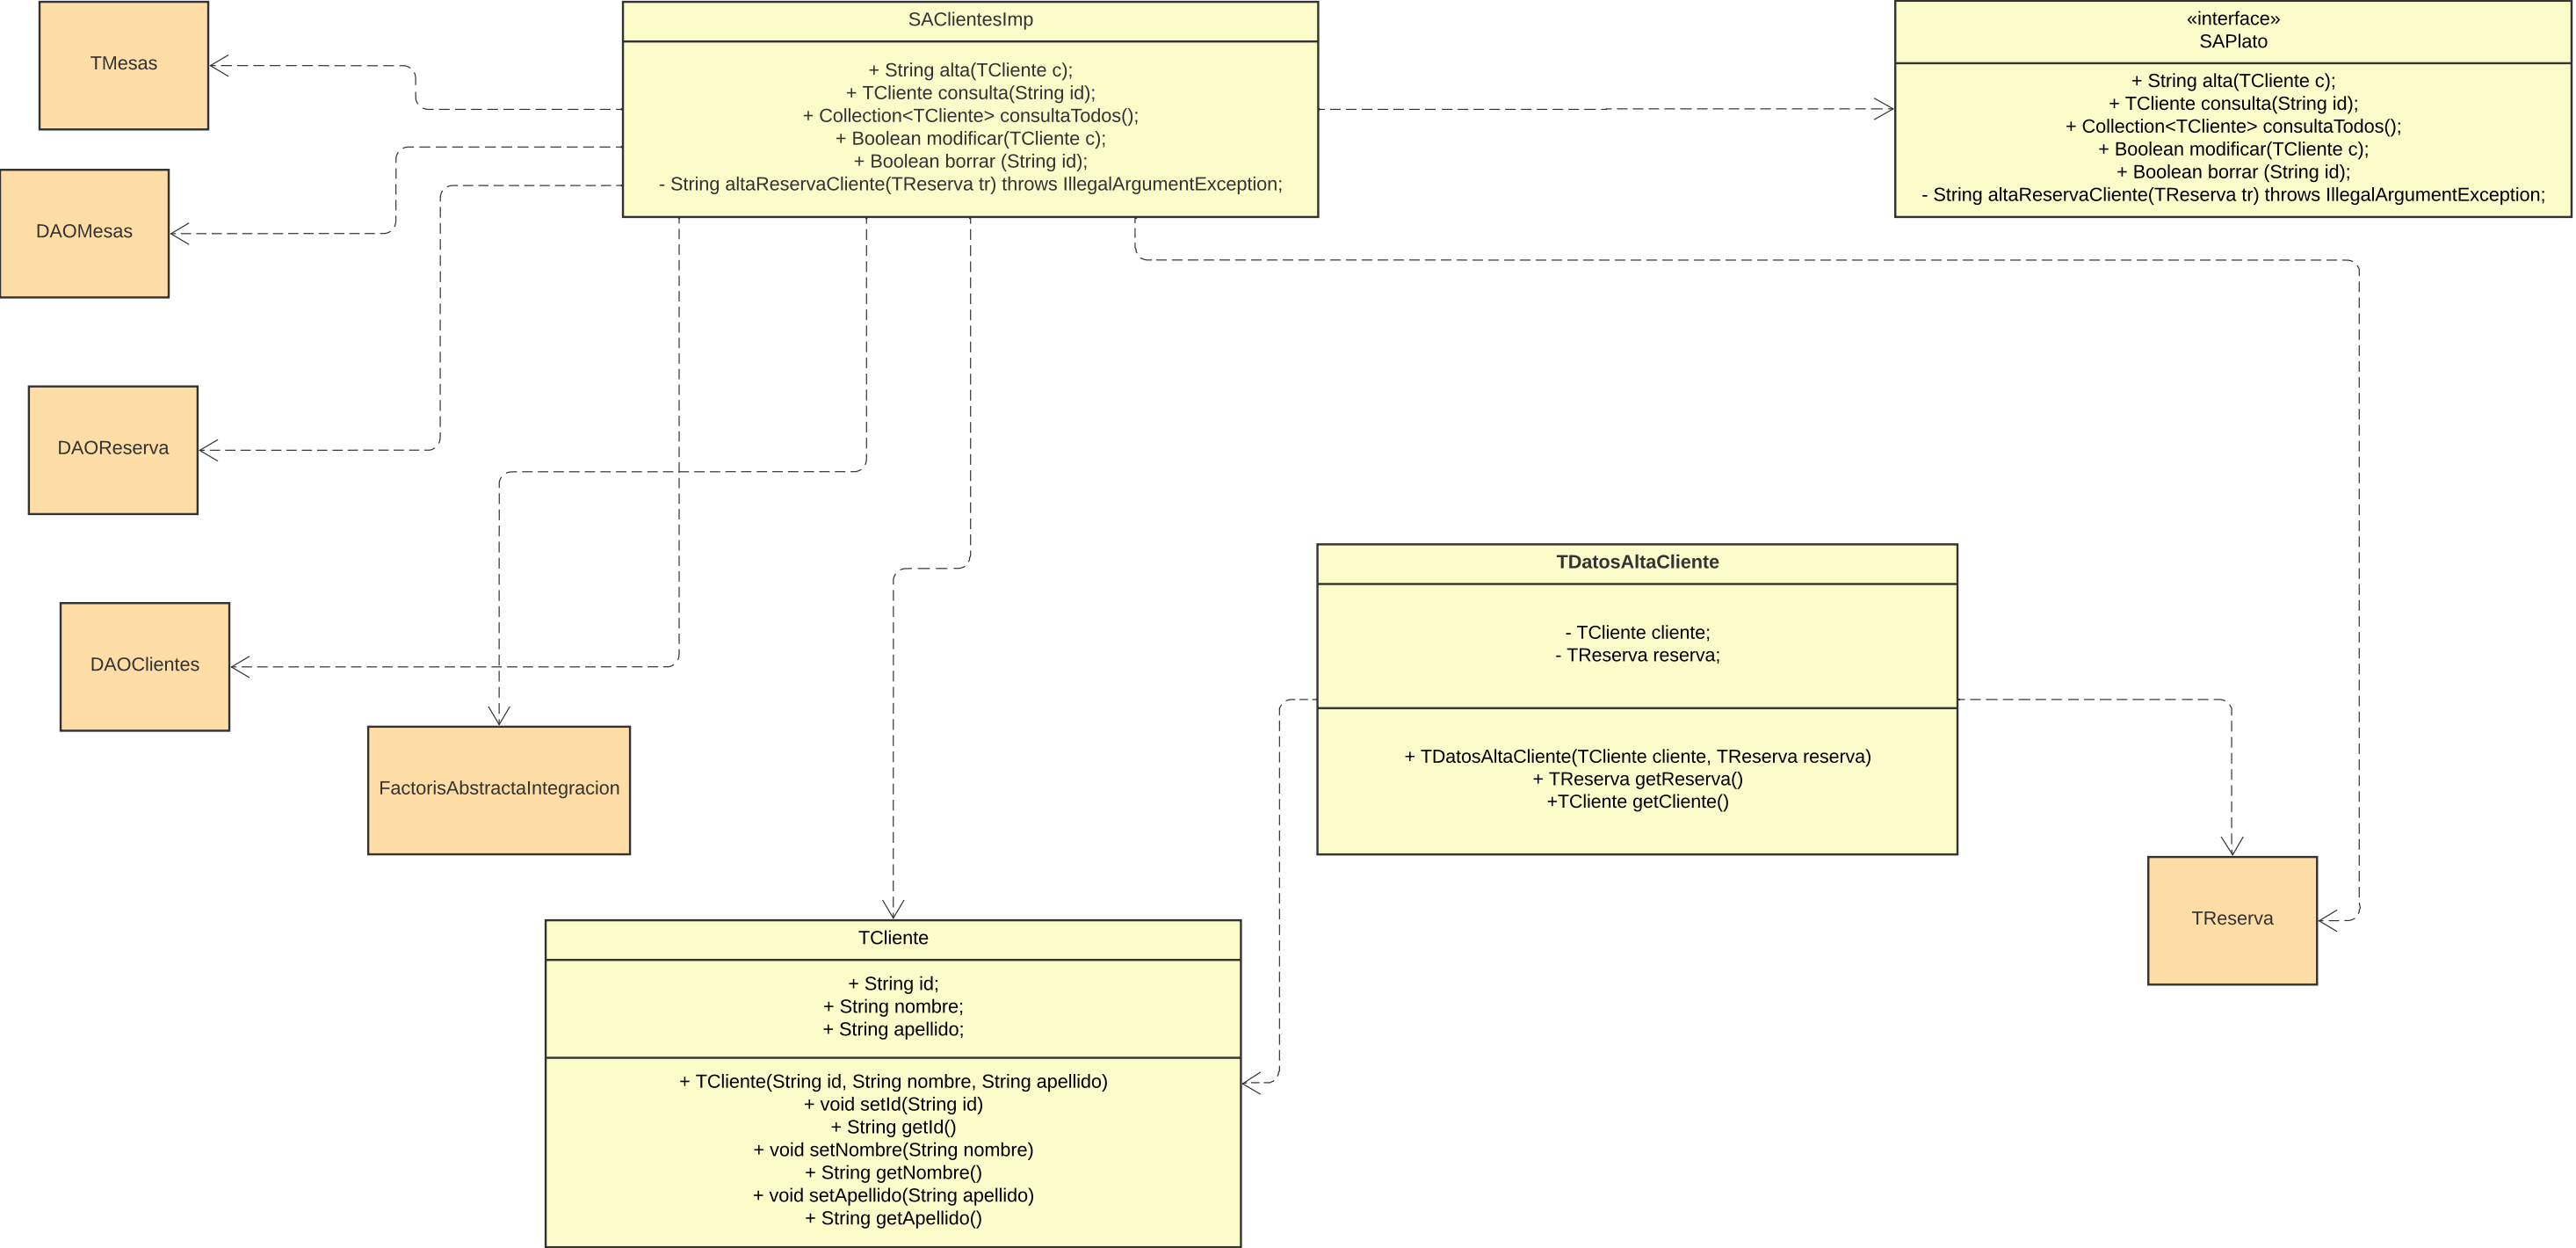 TMesas
SAClientesImp
+ String alta(TCliente c);
+ TCliente consulta(String id);
+ Collection<TCliente> consultaTodos();
+ Boolean modificar(TCliente c);
+ Boolean borrar (String id);
- String altaReservaCliente(TReserva tr) throws IllegalArgumentException;
«interface»
SAPlato
+ String alta(TCliente c);
+ TCliente consulta(String id);
+ Collection<TCliente> consultaTodos();
+ Boolean modificar(TCliente c);
+ Boolean borrar (String id);
- String altaReservaCliente(TReserva tr) throws IllegalArgumentException;
DAOMesas
DAOReserva
DAOClientes
FactorisAbstractaIntegracion
TDatosAltaCliente
- TCliente cliente;
- TReserva reserva;
+ TDatosAltaCliente(TCliente cliente, TReserva reserva)
+ TReserva getReserva()
+TCliente getCliente()
TReserva
TCliente
+ String id;
+ String nombre;
+ String apellido;
+ TCliente(String id, String nombre, String apellido)
+ void setId(String id)
+ String getId()
+ void setNombre(String nombre)
+ String getNombre()
+ void setApellido(String apellido)
+ String getApellido()